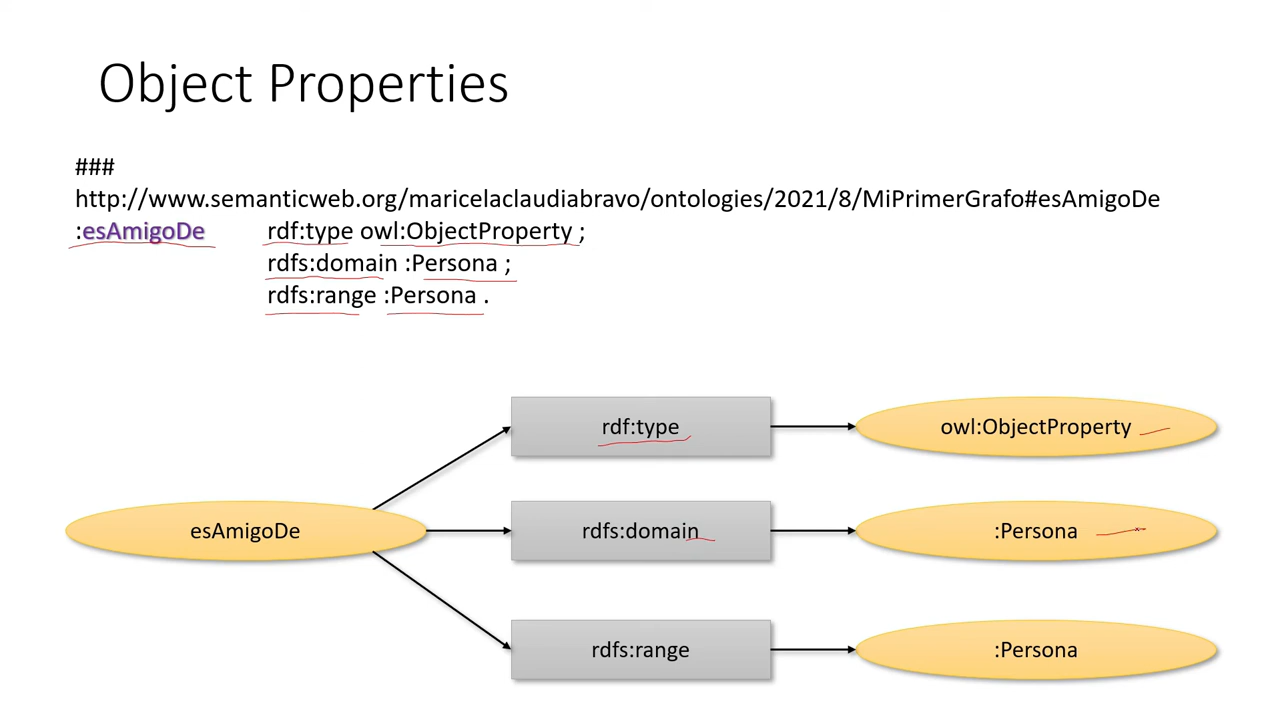 Object Properties
###
http://www.semanticweb.org/maricelaclaudiabravo/ontologies/2021/8/MiPrimerGrafo#esAmigoDe
:esAmigoDe rdf:type owl:ObjectProperty ;
rdfs:domain :Persona ;
rdfs:range :Persona .
rdf:type owl:ObjectProperty
esAmigoDe rdfs:domain :Persona
rdfs:range :Persona